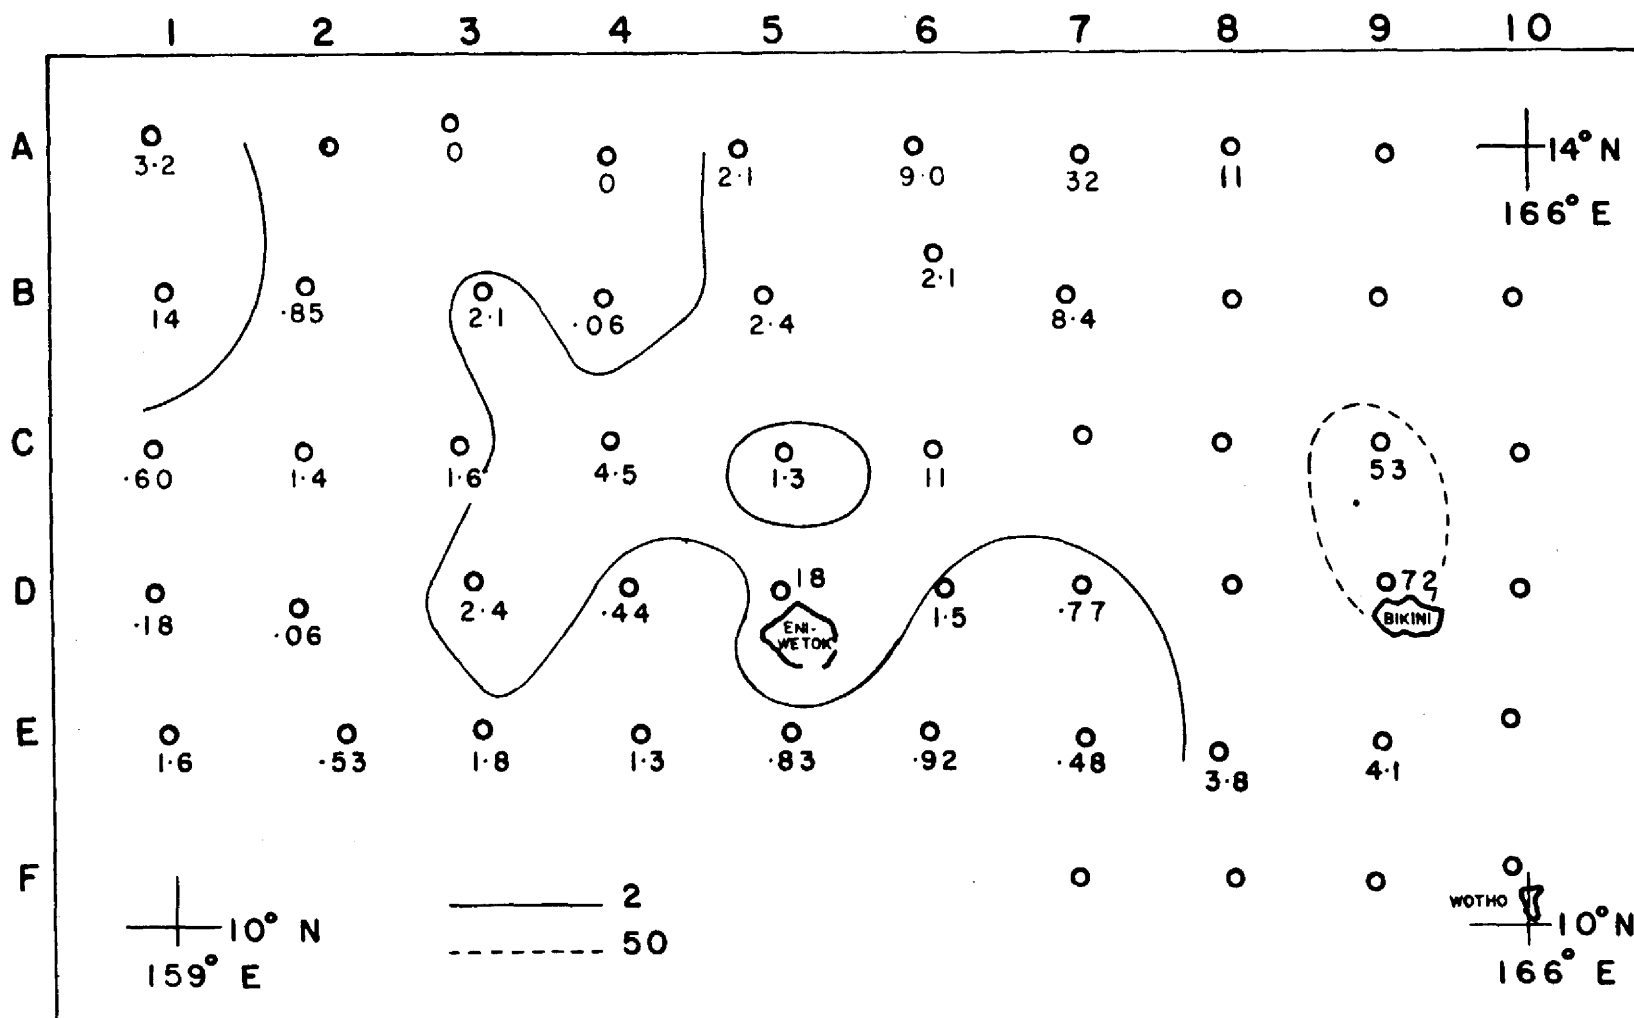 1 2 3 4 5 6 7 8 9 10
A
3·2 0 0 2·1 9·0 32 11
14° N
166° E
B
14 ·85 2·1 ·06 2·4 2·1 8·4
C
·60 1·4 1·6 4·5 1·3 11 53
D
·18 ·06 2·4 ·44 18 1·5 ·77 72
ENI-
WETOK
BIKINI
E
1·6 ·53 1·8 1·3 ·83 ·92 ·48 3·8 4·1
F
WOTHO
10° N
159° E
2
50
10° N
166° E